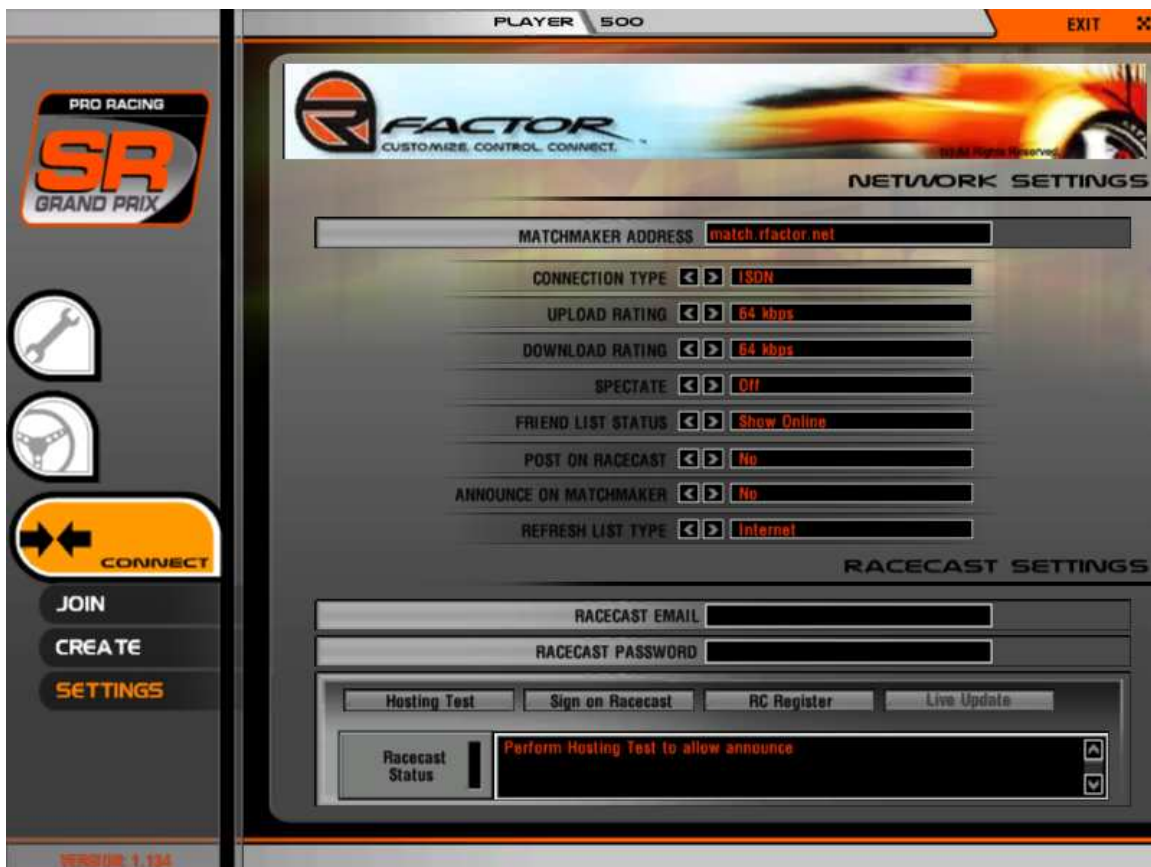 PLAYER 500
EXIT
PRO RACING
SR
GRAND PRIX
R FACTOR
CUSTOMIZE. CONTROL. CONNECT.
(c) All Rights Reserved
NETWORK SETTINGS
MATCHMAKER ADDRESS match.rfactor.net
CONNECTION TYPE < > ISDN
UPLOAD RATING < > 64 kbps
DOWNLOAD RATING < > 64 kbps
SPECTATE < > Off
FRIEND LIST STATUS < > Show Online
POST ON RACECAST < > No
ANNOUNCE ON MATCHMAKER < > No
REFRESH LIST TYPE < > Internet
CONNECT
JOIN
CREATE
SETTINGS
RACECAST SETTINGS
RACECAST EMAIL
RACECAST PASSWORD
Hosting Test Sign on Racecast RC Register Live Update
Racecast
Status
Perform Hosting Test to allow announce
VERSION: 1.134